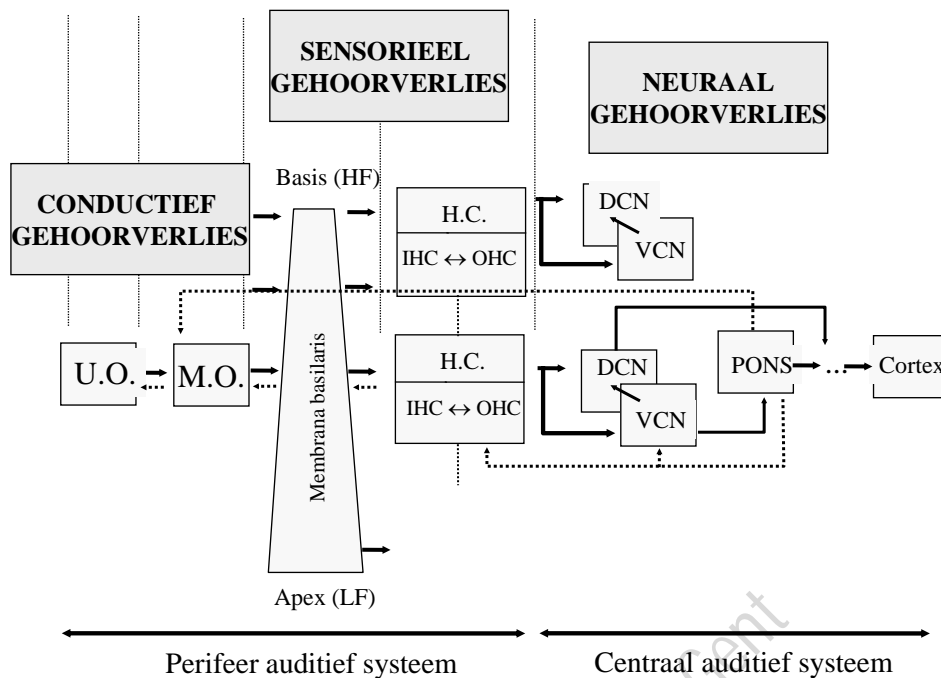 SENSORIEEL
GEHOORVERLIES
NEURAAL
GEHOORVERLIES
CONDUCTIEF
GEHOORVERLIES
Basis (HF)
H.C.
IHC ↔ OHC
DCN
VCN
U.O.
M.O.
Membrana basilaris
H.C.
IHC ↔ OHC
DCN
VCN
PONS
...
Cortex
Apex (LF)
Perifeer auditief systeem
Centraal auditief systeem